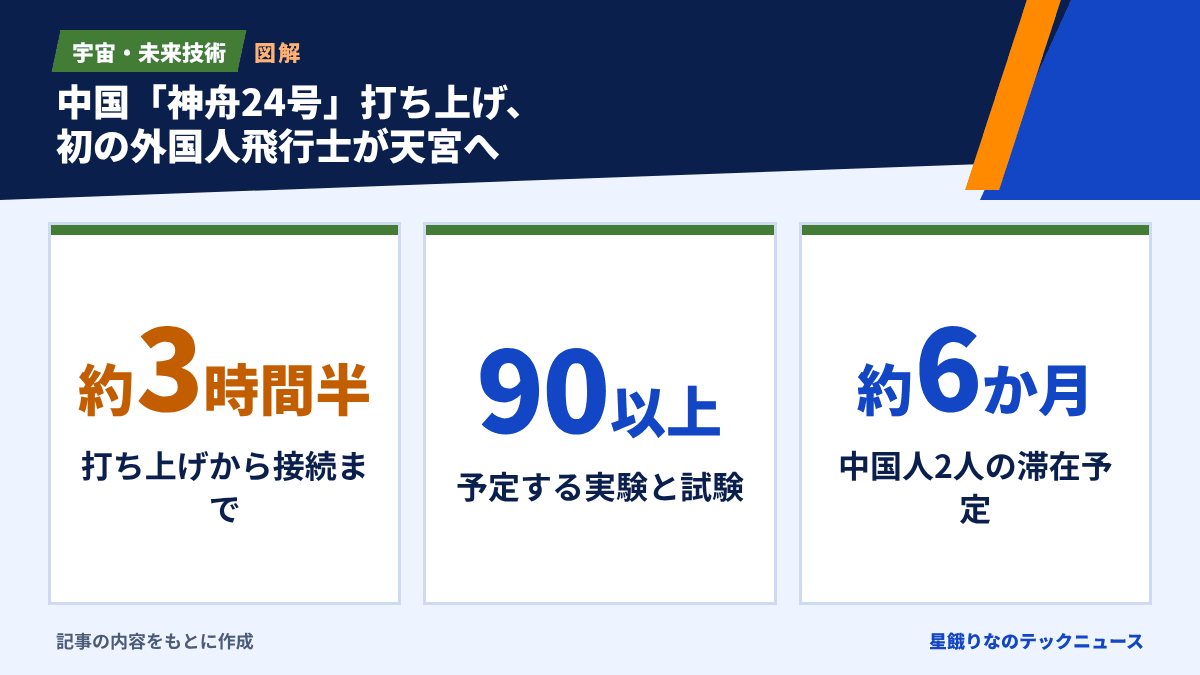 宇宙・未来技術
図解
中国「神舟24号」打ち上げ、
初の外国人飛行士が天宮へ
約3時間半
打ち上げから接続ま
で
90以上
予定する実験と試験
約6か月
中国人2人の滞在予
定
記事の内容をもとに作成
星餓りなのテックニュース